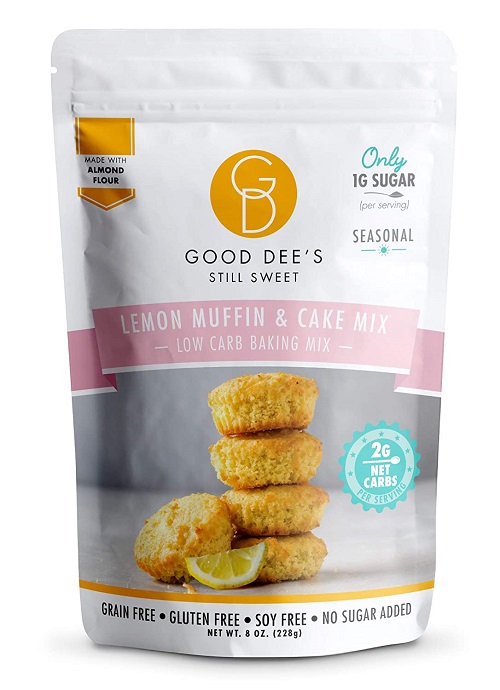 MADE WITH
ALMOND
FLOUR
GD
Only
1G SUGAR
(per serving)
SEASONAL
GOOD DEE'S
STILL SWEET
LEMON MUFFIN & CAKE MIX
— LOW CARB BAKING MIX —
2G
NET
CARBS
PER SERVING
GRAIN FREE • GLUTEN FREE • SOY FREE • NO SUGAR ADDED
NET WT. 8 OZ. (228g)